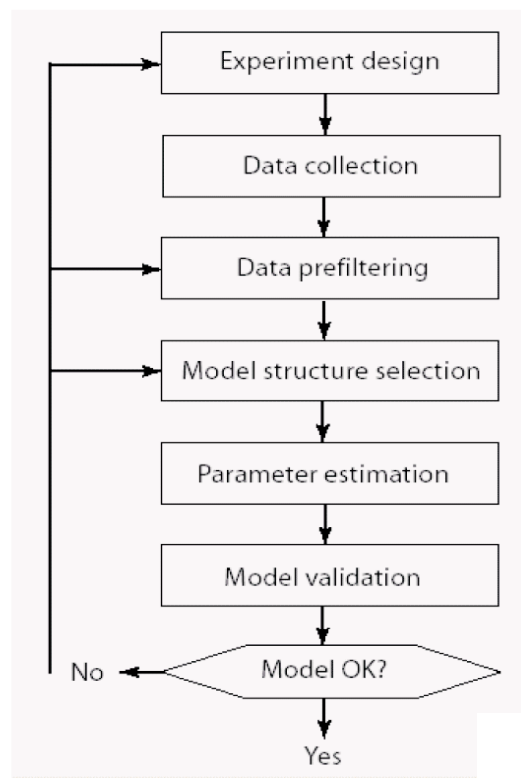 Experiment design
Data collection
Data prefiltering
Model structure selection
Parameter estimation
Model validation
Model OK?
No
Yes